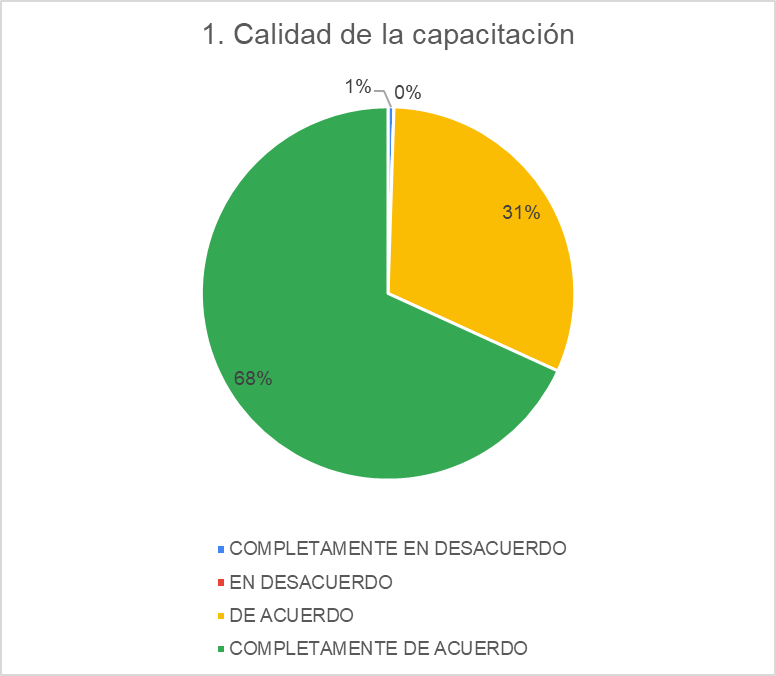 1. Calidad de la capacitación
1%
0%
31%
68%
COMPLETAMENTE EN DESACUERDO
EN DESACUERDO
DE ACUERDO
COMPLETAMENTE DE ACUERDO